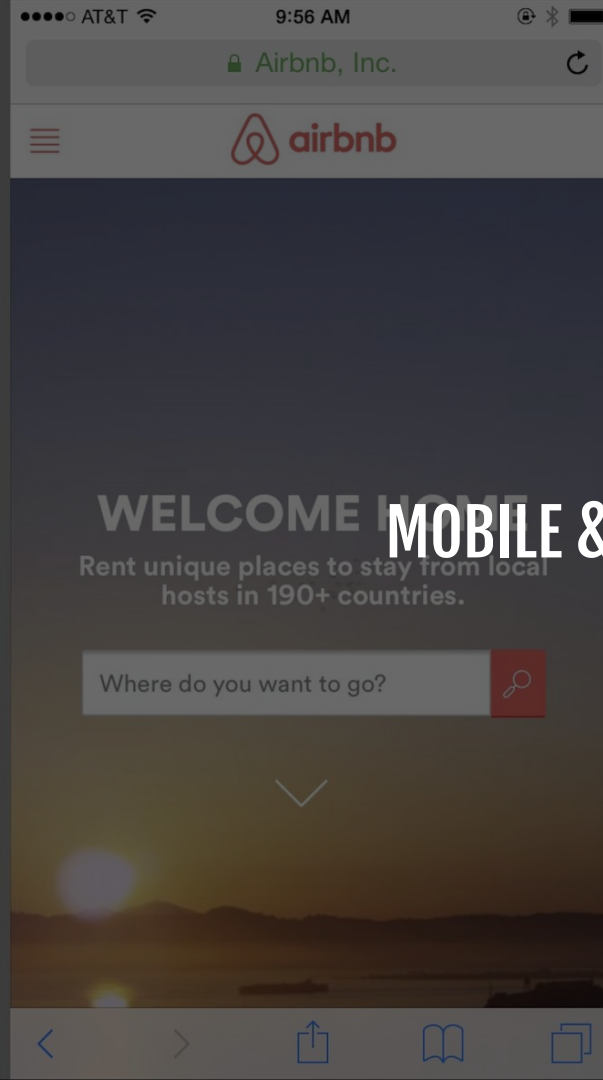 AT&T 9:56 AM
Airbnb, Inc.
airbnb
WELCOME HOME
MOBILE &
Rent unique places to stay from local
hosts in 190+ countries.
Where do you want to go?